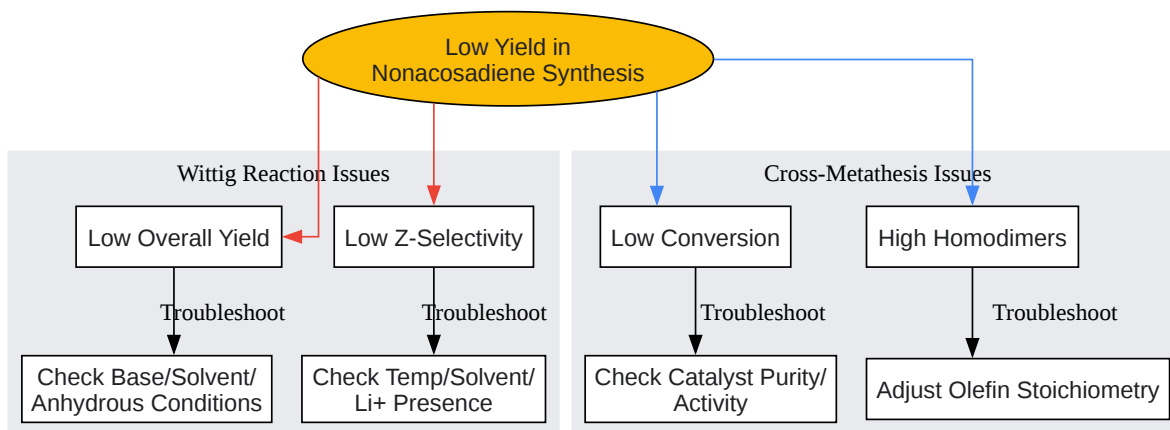 Low Yield in
Nonacosadiene Synthesis
Wittig Reaction Issues
Cross-Metathesis Issues
Low Overall Yield
Low Z-Selectivity
Low Conversion
High Homodimers
Troubleshoot
Troubleshoot
Troubleshoot
Troubleshoot
Check Base/Solvent/
Anhydrous Conditions
Check Temp/Solvent/
Li+ Presence
Check Catalyst Purity/
Activity
Adjust Olefin Stoichiometry